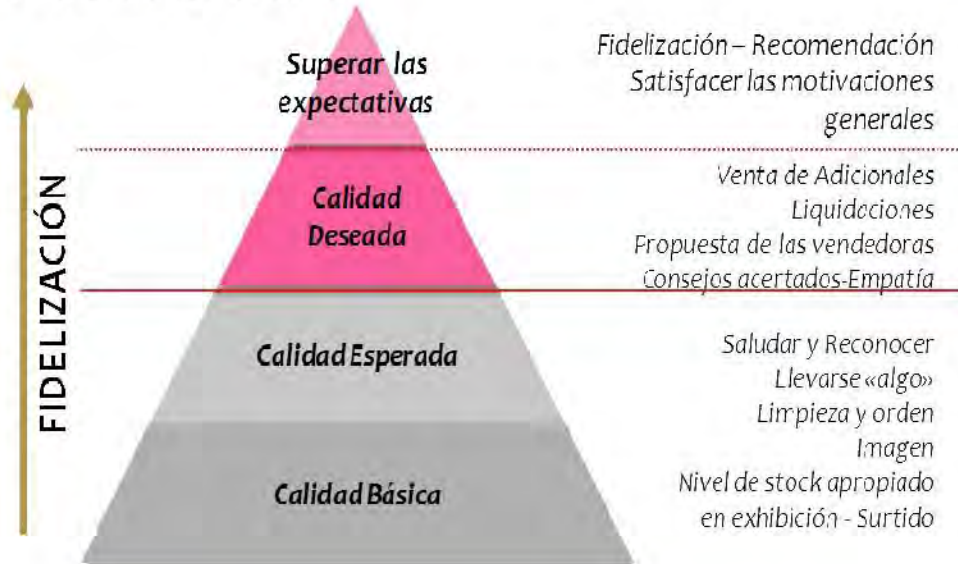 Superar las
expectativas
Fidelización – Recomendación
Satisfacer las motivaciones
generales
FIDELIZACIÓN
Calidad
Deseada
Venta de Adicionales
Liquidaciones
Propuesta de las vendedoras
Consejos acertados-Empatía
Calidad Esperada
Calidad Básica
Saludar y Reconocer
Llevarse «algo»
Limpieza y orden
Imagen
Nivel de stock apropiado
en exhibición - Surtido